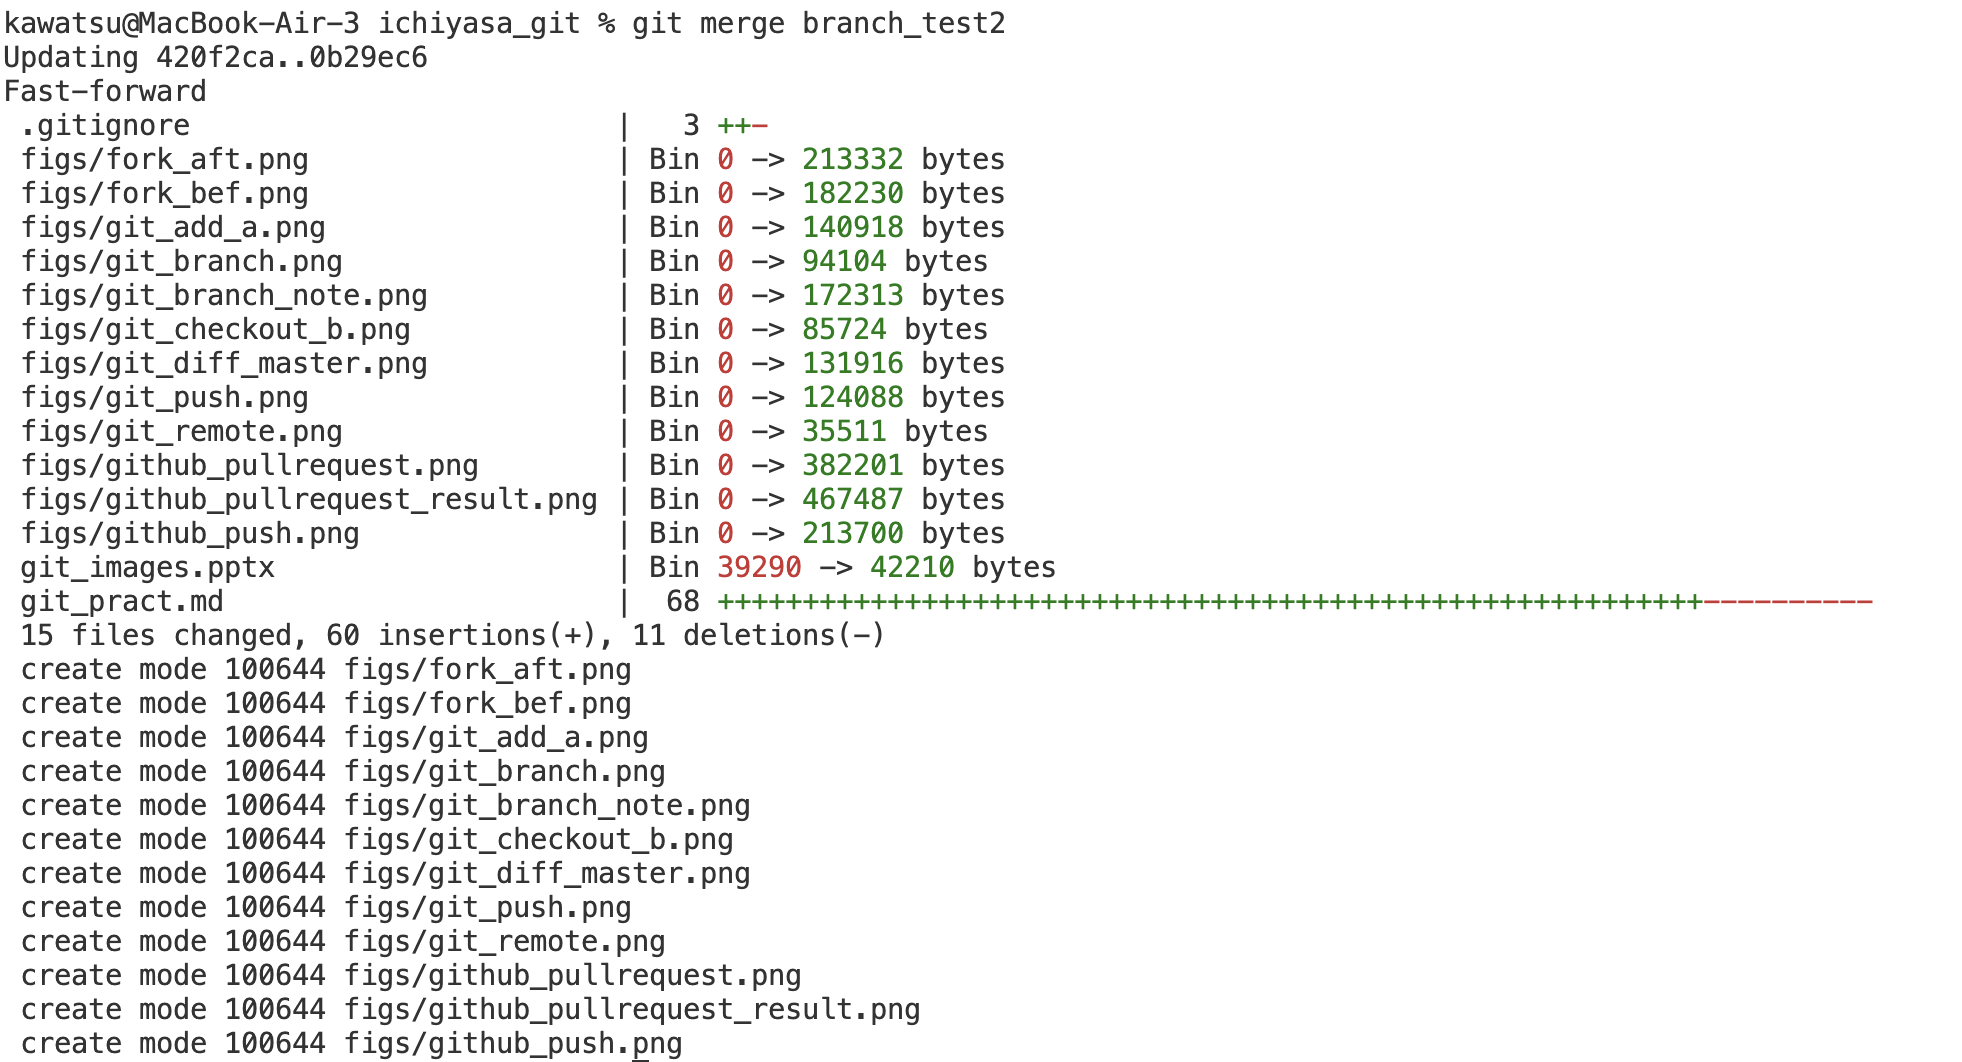 kawatsu@MacBook-Air-3 ichiyasa_git % git merge branch_test2
Updating 420f2ca..0b29ec6
Fast-forward
 .gitignore                         |   3 ++-
 figs/fork_aft.png                  | Bin 0 -> 213332 bytes
 figs/fork_bef.png                  | Bin 0 -> 182230 bytes
 figs/git_add_a.png                 | Bin 0 -> 140918 bytes
 figs/git_branch.png                | Bin 0 -> 94104 bytes
 figs/git_branch_note.png           | Bin 0 -> 172313 bytes
 figs/git_checkout_b.png            | Bin 0 -> 85724 bytes
 figs/git_diff_master.png           | Bin 0 -> 131916 bytes
 figs/git_push.png                  | Bin 0 -> 124088 bytes
 figs/git_remote.png                | Bin 0 -> 35511 bytes
 figs/github_pullrequest.png        | Bin 0 -> 382201 bytes
 figs/github_pullrequest_result.png | Bin 0 -> 467487 bytes
 figs/github_push.png               | Bin 0 -> 213700 bytes
 git_images.pptx                    | Bin 39290 -> 42210 bytes
 git_pract.md                       |  68 ++++++++++++++++++++++++++++++++++++++++++++++++++++++++++----------
 15 files changed, 60 insertions(+), 11 deletions(-)
 create mode 100644 figs/fork_aft.png
 create mode 100644 figs/fork_bef.png
 create mode 100644 figs/git_add_a.png
 create mode 100644 figs/git_branch.png
 create mode 100644 figs/git_branch_note.png
 create mode 100644 figs/git_checkout_b.png
 create mode 100644 figs/git_diff_master.png
 create mode 100644 figs/git_push.png
 create mode 100644 figs/git_remote.png
 create mode 100644 figs/github_pullrequest.png
 create mode 100644 figs/github_pullrequest_result.png
 create mode 100644 figs/github_push.png